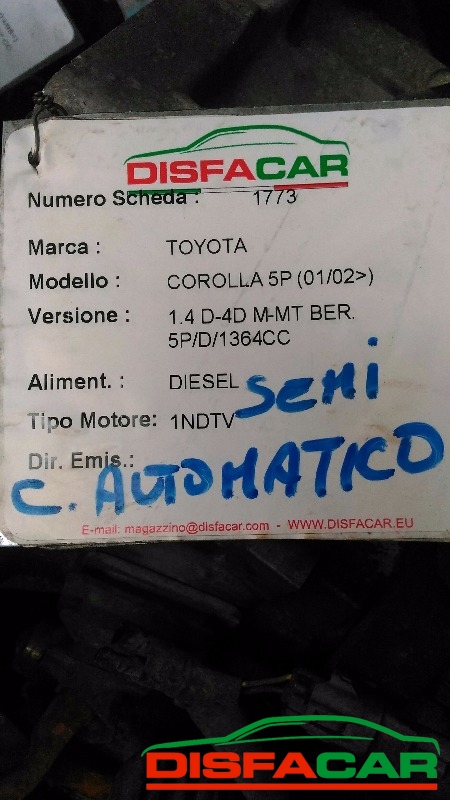 DISFACAR
Numero Scheda : 1773
Marca : TOYOTA
Modello : COROLLA 5P (01/02>)
Versione : 1.4 D-4D M-MT BER.
5P/D/1364CC
Aliment. : DIESEL SEMI
Tipo Motore: 1NDTV
Dir. Emis.:
C. AUTOMATICO
E-mail: magazzino@disfacar.com - WWW.DISFACAR.EU
DISFACAR